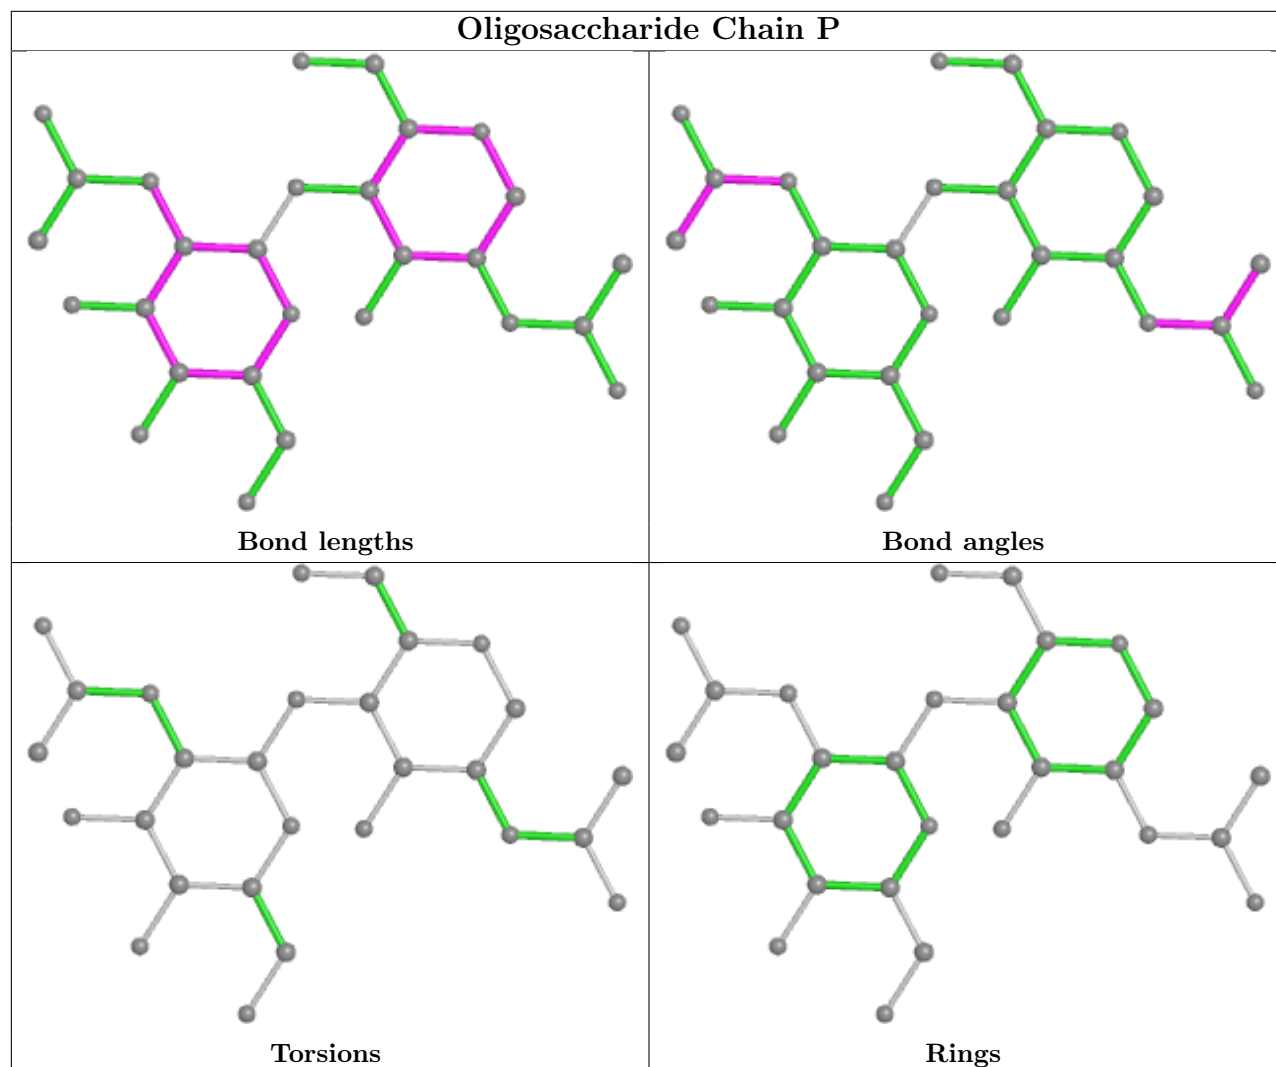 Oligosaccharide Chain P
Bond lengths
Bond angles
Torsions
Rings